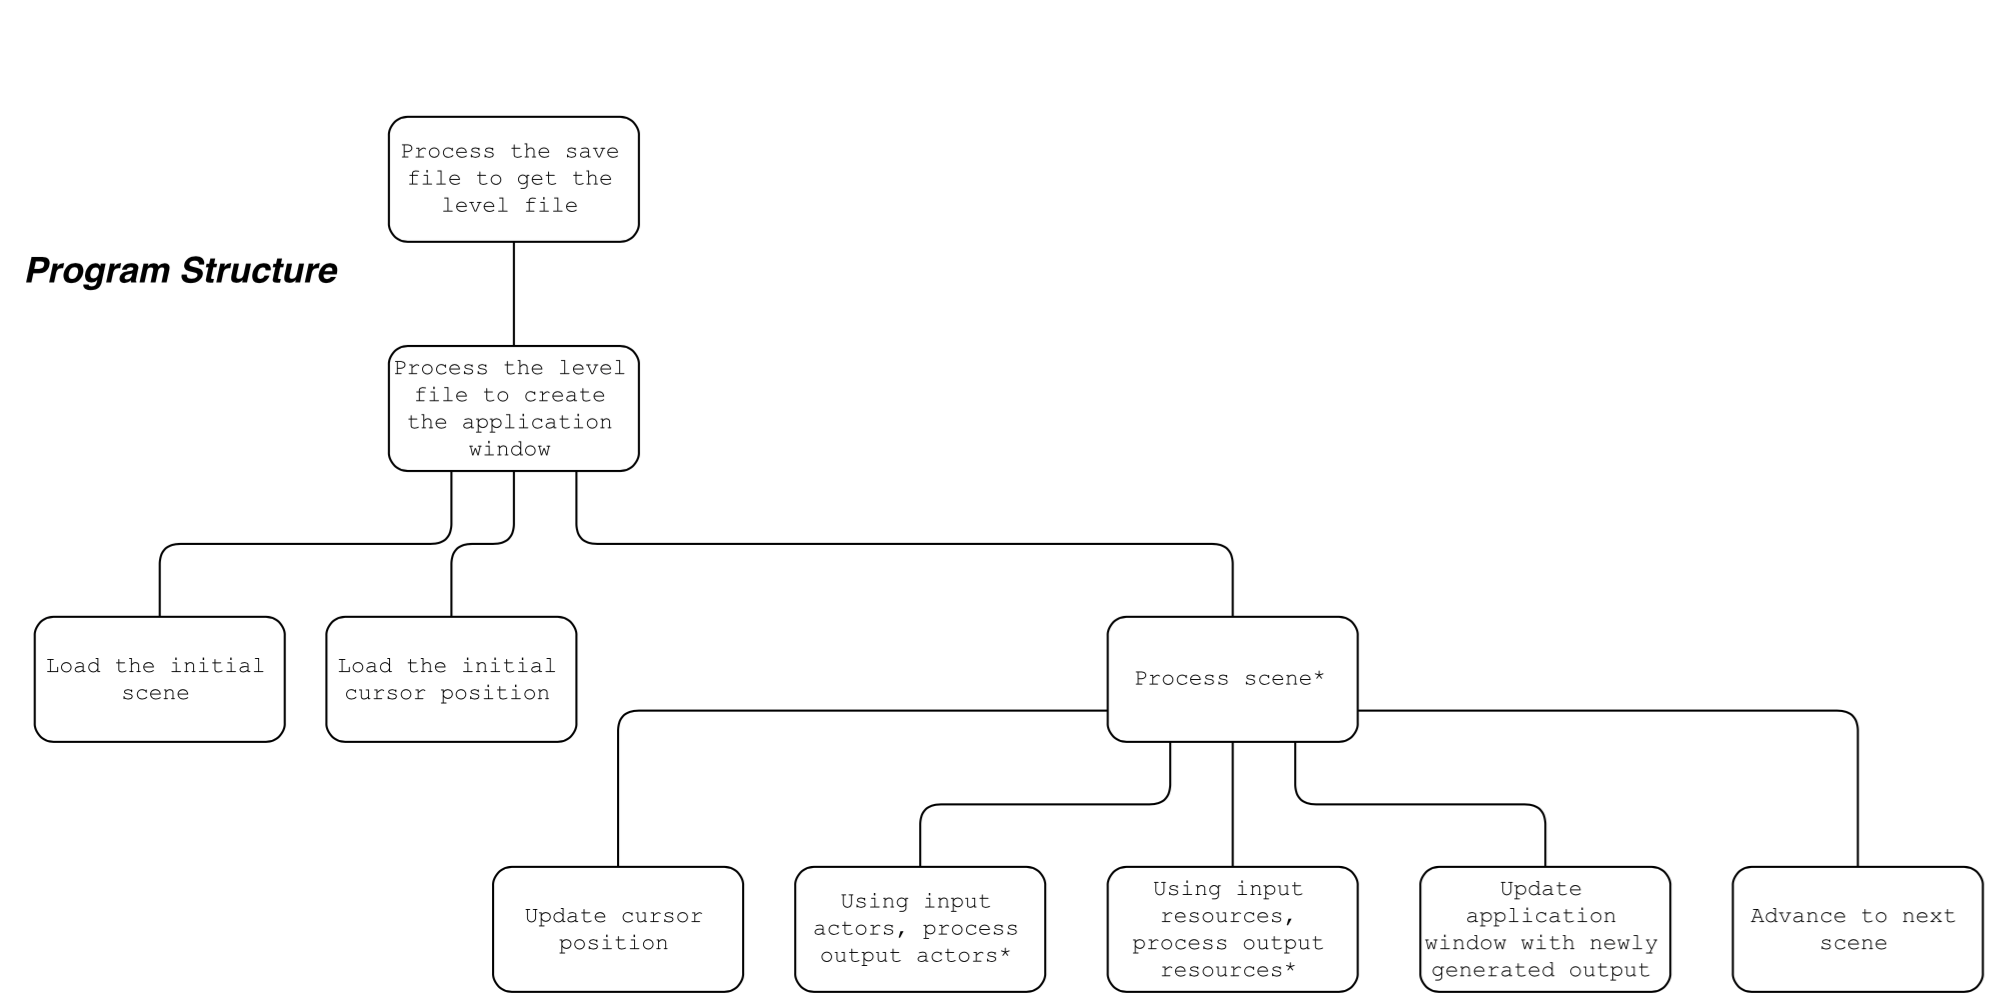 Process the save
file to get the
level file
Program Structure
Process the level
file to create
the application
window
Load the initial
scene
Load the initial
cursor position
Process scene*
Update cursor
position
Using input
actors, process
output actors*
Using input
resources,
process output
resources*
Update
application
window with newly
generated output
Advance to next
scene